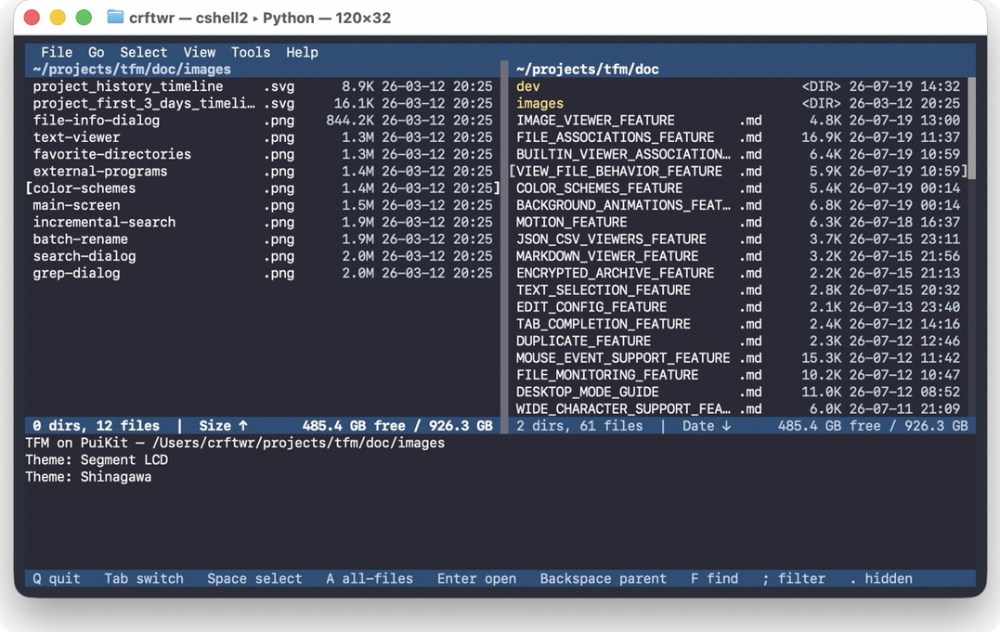 crftwr — cshell2 ▸ Python — 120×32
File Go Select View Tools Help
~/projects/tfm/doc/images
project_history_timeline .svg 8.9K 26-03-12 20:25
project_first_3_days_timeli… .svg 16.1K 26-03-12 20:25
file-info-dialog .png 844.2K 26-03-12 20:25
text-viewer .png 1.3M 26-03-12 20:25
favorite-directories .png 1.3M 26-03-12 20:25
external-programs .png 1.4M 26-03-12 20:25
[color-schemes .png 1.4M 26-03-12 20:25]
main-screen .png 1.5M 26-03-12 20:25
incremental-search .png 1.9M 26-03-12 20:25
batch-rename .png 1.9M 26-03-12 20:25
search-dialog .png 2.0M 26-03-12 20:25
grep-dialog .png 2.0M 26-03-12 20:25
0 dirs, 12 files | Size ↑ 485.4 GB free / 926.3 GB
~/projects/tfm/doc
dev <DIR> 26-07-19 14:32
images <DIR> 26-03-12 20:25
IMAGE_VIEWER_FEATURE .md 4.8K 26-07-19 13:00
FILE_ASSOCIATIONS_FEATURE .md 16.9K 26-07-19 11:37
BUILTIN_VIEWER_ASSOCIATION… .md 6.4K 26-07-19 10:59
[VIEW_FILE_BEHAVIOR_FEATURE .md 5.9K 26-07-19 10:59]
COLOR_SCHEMES_FEATURE .md 5.4K 26-07-19 00:14
BACKGROUND_ANIMATIONS_FEAT… .md 6.8K 26-07-19 00:14
MOTION_FEATURE .md 6.3K 26-07-18 16:37
JSON_CSV_VIEWERS_FEATURE .md 3.7K 26-07-15 23:11
MARKDOWN_VIEWER_FEATURE .md 3.2K 26-07-15 21:56
ENCRYPTED_ARCHIVE_FEATURE .md 2.2K 26-07-15 21:13
TEXT_SELECTION_FEATURE .md 2.8K 26-07-15 20:32
EDIT_CONFIG_FEATURE .md 2.1K 26-07-13 23:40
TAB_COMPLETION_FEATURE .md 2.4K 26-07-12 14:16
DUPLICATE_FEATURE .md 2.3K 26-07-12 12:46
MOUSE_EVENT_SUPPORT_FEATURE .md 15.3K 26-07-12 11:42
FILE_MONITORING_FEATURE .md 10.2K 26-07-12 10:47
DESKTOP_MODE_GUIDE .md 11.0K 26-07-12 08:52
WIDE_CHARACTER_SUPPORT_FEA… .md 6.0K 26-07-11 21:09
2 dirs, 61 files | Date ↓ 485.4 GB free / 926.3 GB
TFM on PuiKit — /Users/crftwr/projects/tfm/doc/images
Theme: Segment LCD
Theme: Shinagawa
Q quit Tab switch Space select A all-files Enter open Backspace parent F find ; filter . hidden